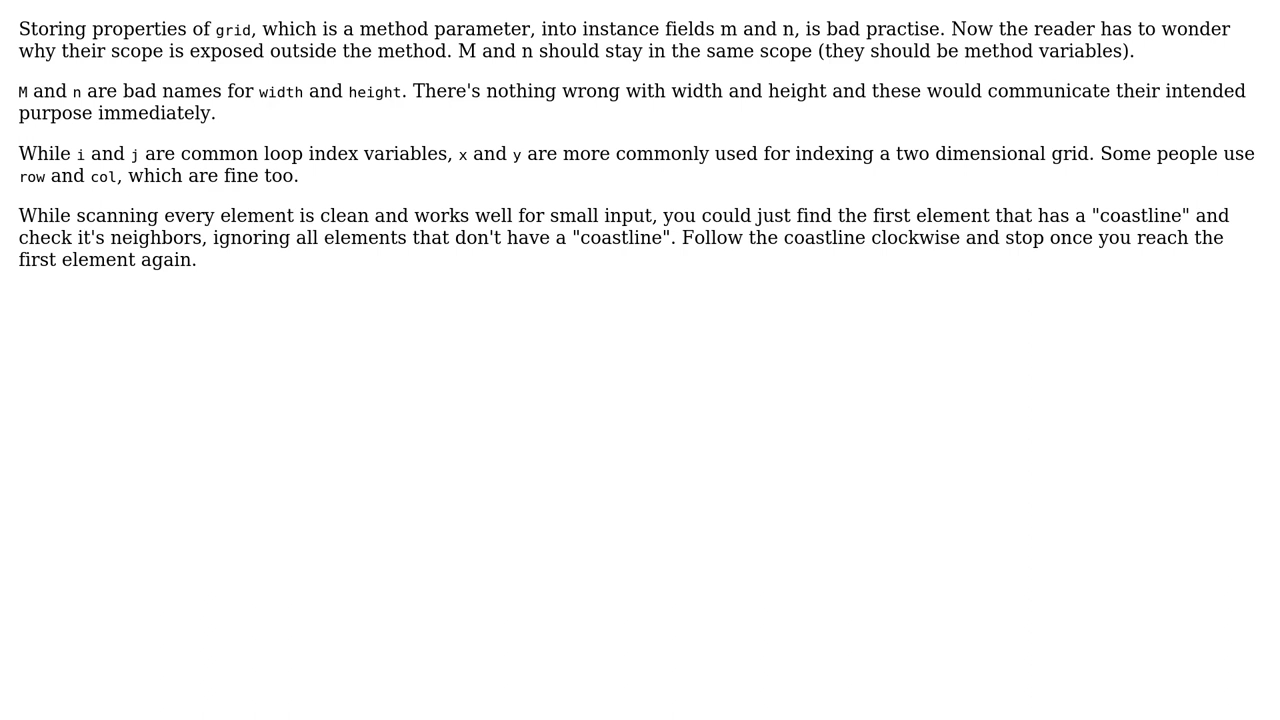 Storing properties of grid, which is a method parameter, into instance fields m and n, is bad practise. Now the reader has to wonder
why their scope is exposed outside the method. M and n should stay in the same scope (they should be method variables).
M and n are bad names for width and height. There's nothing wrong with width and height and these would communicate their intended
purpose immediately.
While i and j are common loop index variables, x and y are more commonly used for indexing a two dimensional grid. Some people use
row and col, which are fine too.
While scanning every element is clean and works well for small input, you could just find the first element that has a "coastline" and
check it's neighbors, ignoring all elements that don't have a "coastline". Follow the coastline clockwise and stop once you reach the
first element again.